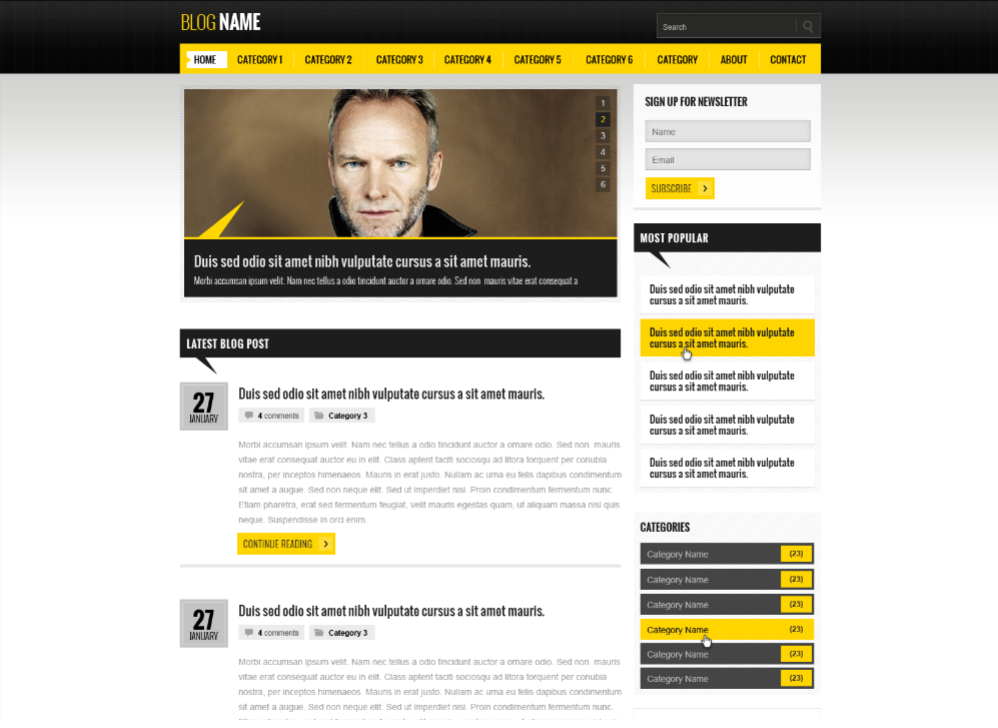 BLOG NAME
Search
HOME CATEGORY 1 CATEGORY 2 CATEGORY 3 CATEGORY 4 CATEGORY 5 CATEGORY 6 CATEGORY ABOUT CONTACT
1
2
3
4
5
6
Duis sed odio sit amet nibh vulputate cursus a sit amet mauris.
Morbi accumsan ipsum velit. Nam nec tellus a odio tincidunt auctor a ornare odio. Sed non mauris vitae erat consequat a
LATEST BLOG POST
27
JANUARY
Duis sed odio sit amet nibh vulputate cursus a sit amet mauris.
4 comments Category 3
Morbi accumsan ipsum velit. Nam nec tellus a odio tincidunt auctor a ornare odio. Sed non mauris
vitae erat consequat auctor eu in elit. Class aptent taciti sociosqu ad litora torquent per conubia
nostra, per inceptos himenaeos. Mauris in erat justo. Nullam ac urna eu felis dapibus condimentum
sit amet a augue. Sed non neque elit. Sed ut imperdiet nisi. Proin condimentum fermentum nunc.
Etiam pharetra, erat sed fermentum feugiat, velit mauris egestas quam, ut aliquam massa nisl quis
neque. Suspendisse in orci enim.
CONTINUE READING
27
JANUARY
Duis sed odio sit amet nibh vulputate cursus a sit amet mauris.
4 comments Category 3
Morbi accumsan ipsum velit. Nam nec tellus a odio tincidunt auctor a ornare odio. Sed non mauris
vitae erat consequat auctor eu in elit. Class aptent taciti sociosqu ad litora torquent per conubia
nostra, per inceptos himenaeos. Mauris in erat justo. Nullam ac urna eu felis dapibus condimentum
SIGN UP FOR NEWSLETTER
Name
Email
SUBSCRIBE
MOST POPULAR
Duis sed odio sit amet nibh vulputate
cursus a sit amet mauris.
Duis sed odio sit amet nibh vulputate
cursus a sit amet mauris.
Duis sed odio sit amet nibh vulputate
cursus a sit amet mauris.
Duis sed odio sit amet nibh vulputate
cursus a sit amet mauris.
Duis sed odio sit amet nibh vulputate
cursus a sit amet mauris.
CATEGORIES
Category Name (23)
Category Name (23)
Category Name (23)
Category Name (23)
Category Name (23)
Category Name (23)